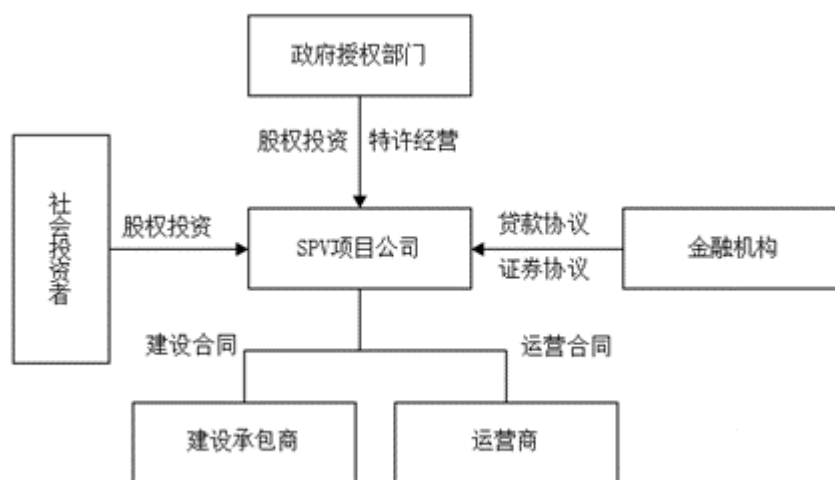 政府授权部门
股权投资 特许经营
社会投资者
股权投资
SPV项目公司
贷款协议
证券协议
金融机构
建设合同
运营合同
建设承包商
运营商